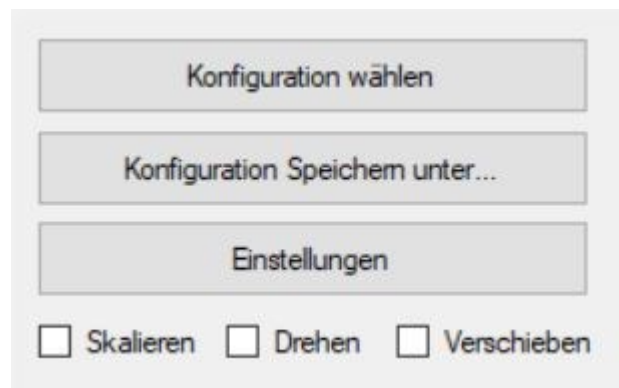 Konfiguration wählen
Konfiguration Speichern unter...
Einstellungen
Skalieren Drehen Verschieben